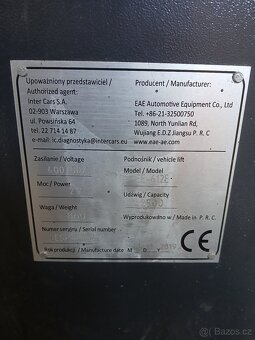 Upoważniony przedstawiciel /
Authorized agent:
Inter Cars S.A.
02-903 Warszawa
ul. Powsińska 64
tel. 22 714 14 87
e-mail: ic.diagnostyka@intercars.eu
Producent / Manufacturer:
EAE Automotive Equipment Co., Ltd
Tel. +86-21-32500750
1089, North Yunlian Rd,
Wujiang E.D.Z Jiangsu P. R. C
www.eae-ae.com
Zasilanie / Voltage
Podnośnik / vehicle lift
Model / Model
Moc / Power
Udźwig / Capacity
Waga / Weight
Wyprodukowano w / Made in P. R. C.
Numer seryjny / Serial number
Rok produkcji / Manufacture date M D Y 2019
CE
bazos.cz